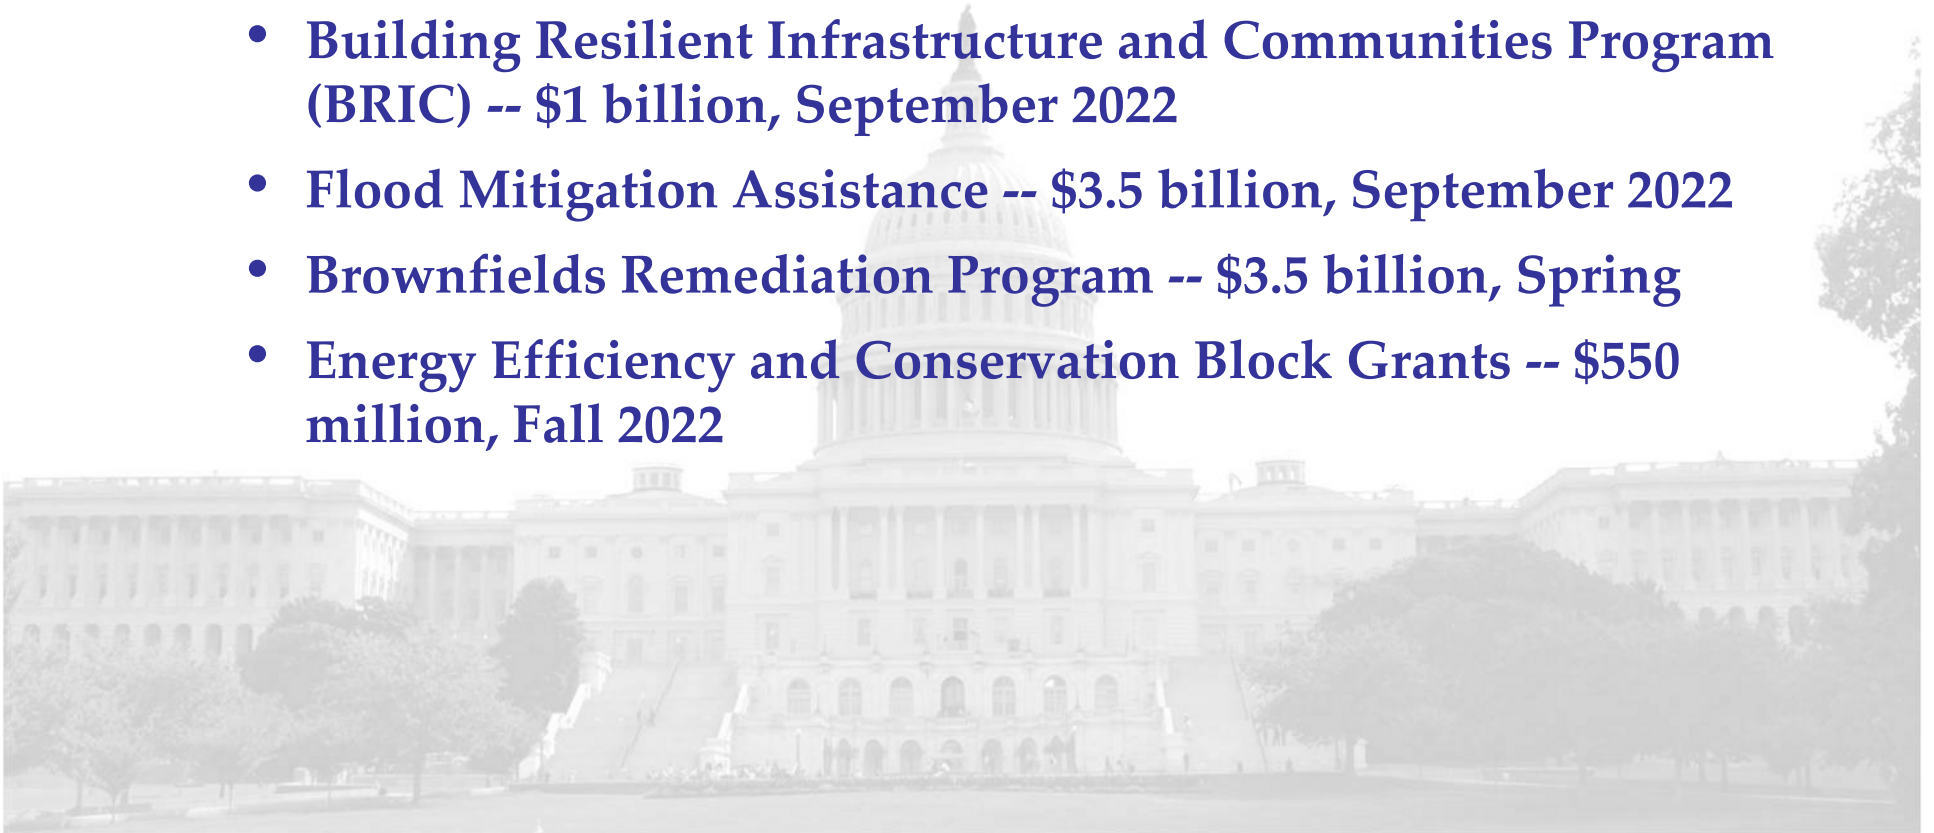 • Building Resilient Infrastructure and Communities Program
(BRIC) -- $1 billion, September 2022
• Flood Mitigation Assistance -- $3.5 billion, September 2022
• Brownfields Remediation Program -- $3.5 billion, Spring
• Energy Efficiency and Conservation Block Grants -- $550
million, Fall 2022